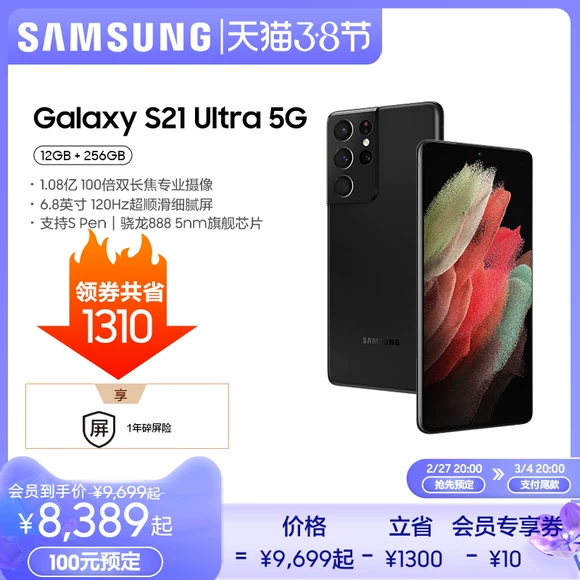 SAMSUNG | 天猫3.8节
Galaxy S21 Ultra 5G
12GB + 256GB
• 1.08亿 100倍双长焦专业摄像
• 6.8英寸 120Hz超顺滑细腻屏
• 支持S Pen | 骁龙888 5nm旗舰芯片
领券共省
1310
享
屏
1年碎屏险
SAMSUNG
2/27 20:00
抢先预定
»
3/4 20:00
支付尾款
会员到手价 ¥9,699起
¥8,389起
100元预定
价格 立省 会员专享券
= ¥9,699起 – ¥1300 – ¥10